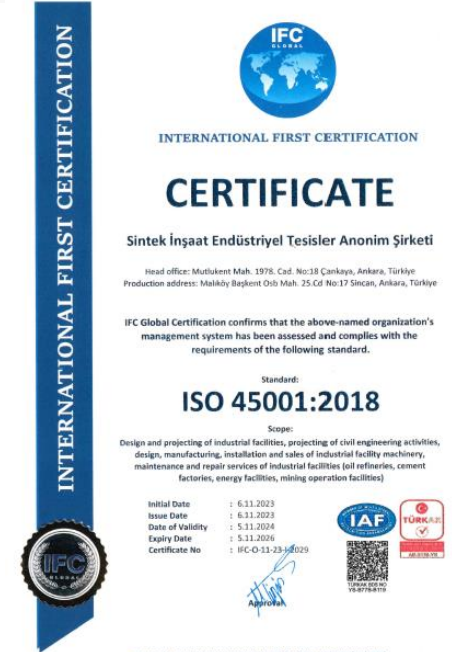 INTERNATIONAL FIRST CERTIFICATION
IFC
GLOBAL
INTERNATIONAL FIRST CERTIFICATION
CERTIFICATE
Sintek İnşaat Endüstriyel Tesisler Anonim Şirketi
Head office: Mutlukent Mah. 1978. Cad. No:18 Çankaya, Ankara, Türkiye
Production address: Malıköy Başkent Osb Mah. 25.Cd No:17 Sincan, Ankara, Türkiye
IFC Global Certification confirms that the above-named organization's
management system has been assessed and complies with the
requirements of the following standard.
Standard:
ISO 45001:2018
Scope:
Design and projecting of industrial facilities, projecting of civil engineering activities,
design, manufacturing, installation and sales of industrial facility machinery,
maintenance and repair services of industrial facilities (oil refineries, cement
factories, energy facilities, mining operation facilities)
Initial Date : 6.11.2023
Issue Date : 6.11.2023
Date of Validity : 5.11.2024
Expiry Date : 5.11.2026
Certificate No : IFC-O-11-23-I-2029
Approval
IAF
TÜRKAK
TÜRKAK BDS NO
IFC
GLOBAL